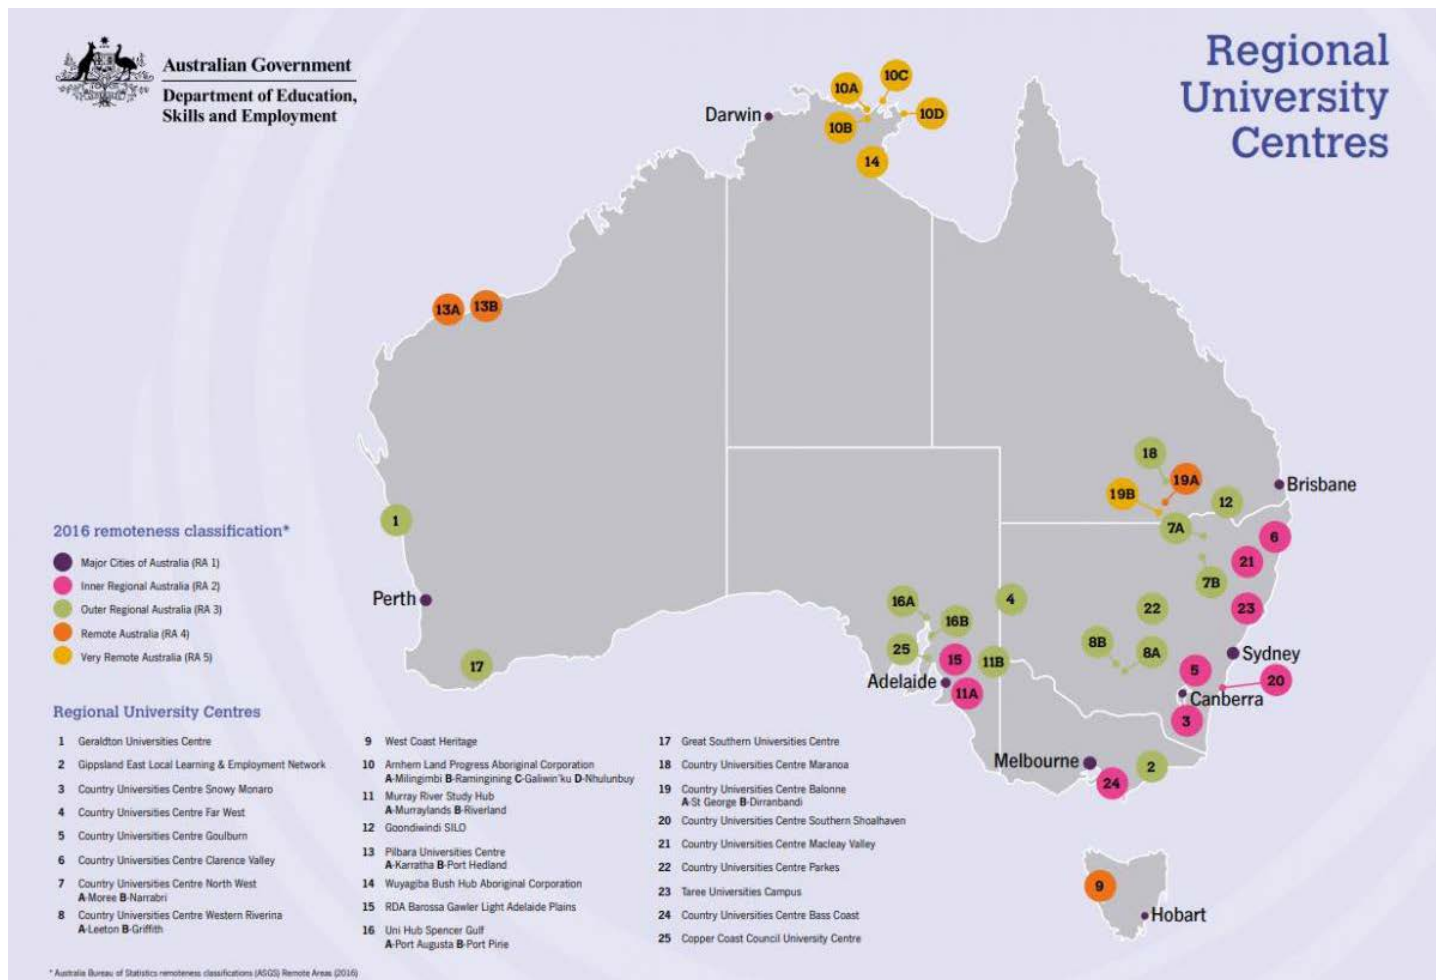 Australian Government
Department of Education,
Skills and Employment
Regional
University
Centres
Darwin
10A
10C
10B
10D
14
13A
13B
18
19A
19B
12
Brisbane
7A
6
21
7B
1
Perth
17
16A
16B
4
25
15
11B
Adelaide
11A
22
23
8B
8A
Sydney
5
20
Canberra
3
Melbourne
24
2
9
Hobart
2016 remoteness classification*
Major Cities of Australia (RA 1)
Inner Regional Australia (RA 2)
Outer Regional Australia (RA 3)
Remote Australia (RA 4)
Very Remote Australia (RA 5)
Regional University Centres
1 Geraldton Universities Centre
2 Gippsland East Local Learning & Employment Network
3 Country Universities Centre Snowy Monaro
4 Country Universities Centre Far West
5 Country Universities Centre Goulburn
6 Country Universities Centre Clarence Valley
7 Country Universities Centre North West
A-Moree B-Narrabri
8 Country Universities Centre Western Riverina
A-Leeton B-Griffith
9 West Coast Heritage
10 Arnhem Land Progress Aboriginal Corporation
A-Milingimbi B-Ramingining C-Galiwin'ku D-Nhulunbuy
11 Murray River Study Hub
A-Murraylands B-Riverland
12 Goondiwindi SILO
13 Pilbara Universities Centre
A-Karratha B-Port Hedland
14 Wuyagiba Bush Hub Aboriginal Corporation
15 RDA Barossa Gawler Light Adelaide Plains
16 Uni Hub Spencer Gulf
A-Port Augusta B-Port Pirie
17 Great Southern Universities Centre
18 Country Universities Centre Maranoa
19 Country Universities Centre Balonne
A-St George B-Dirranbandi
20 Country Universities Centre Southern Shoalhaven
21 Country Universities Centre Macleay Valley
22 Country Universities Centre Parkes
23 Taree Universities Campus
24 Country Universities Centre Bass Coast
25 Copper Coast Council University Centre
* Australia Bureau of Statistics remoteness classifications (ASGS) Remote Areas (2016)